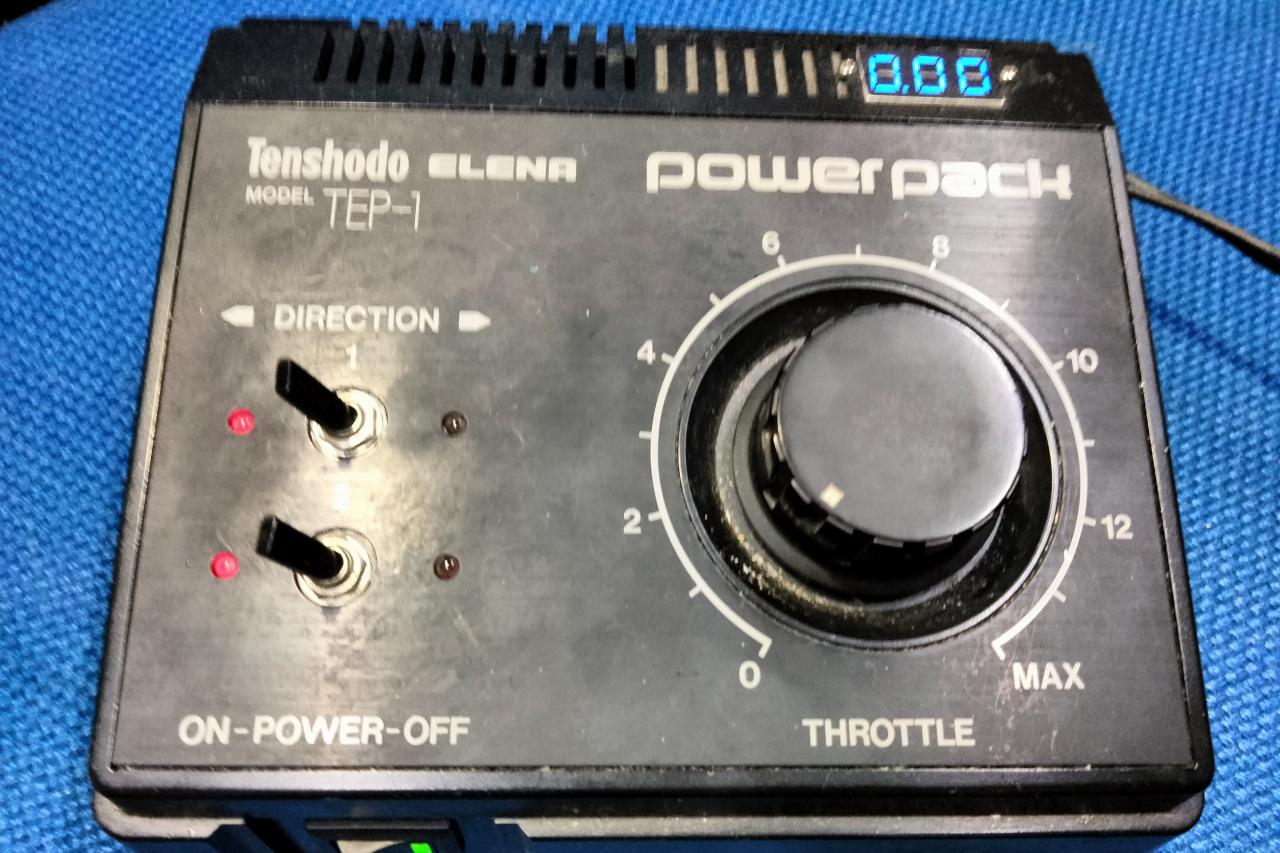 0.00
Tenshodo ELENA
MODEL TEP-1
power pack
DIRECTION
1
2
0
2
4
6
8
10
12
MAX
ON-POWER-OFF
THROTTLE